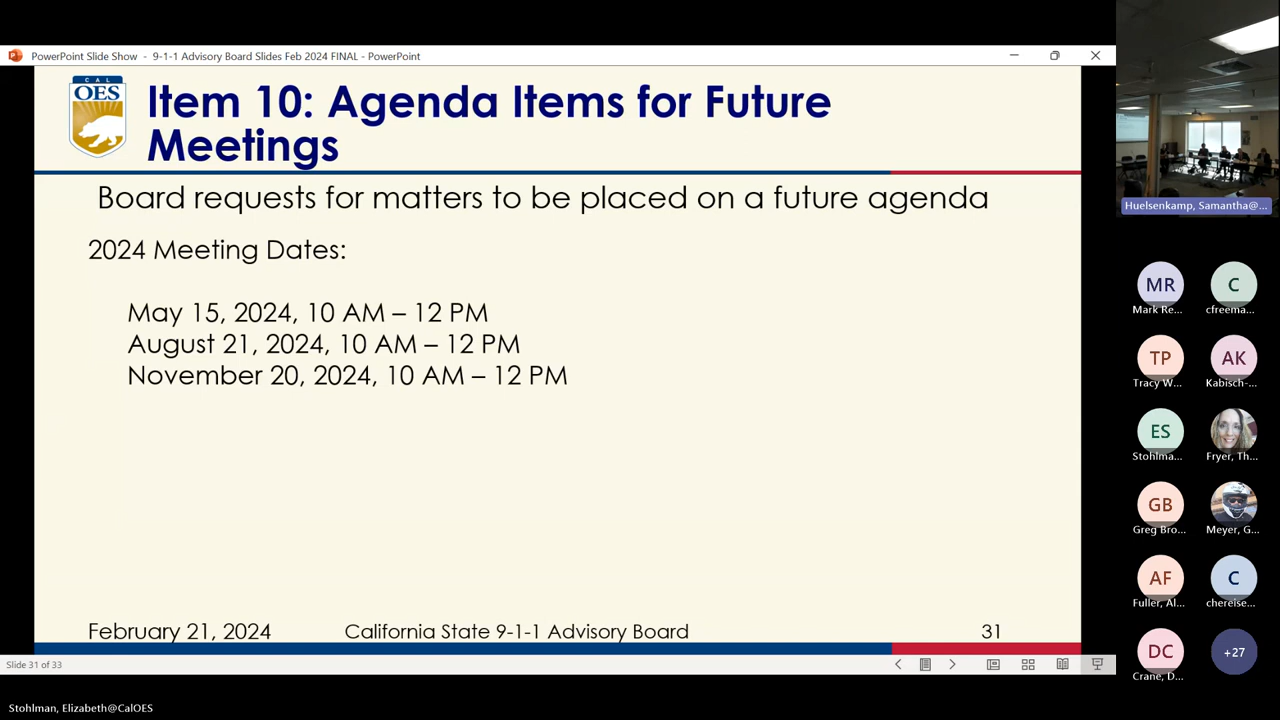 PowerPoint Slide Show - 9-1-1 Advisory Board Slides Feb 2024 FINAL - PowerPoint
CAL
OES
Item 10: Agenda Items for Future
Meetings
Board requests for matters to be placed on a future agenda
2024 Meeting Dates:
May 15, 2024, 10 AM – 12 PM
August 21, 2024, 10 AM – 12 PM
November 20, 2024, 10 AM – 12 PM
February 21, 2024
California State 9-1-1 Advisory Board
31
Slide 31 of 33
Stohlman, Elizabeth@CalOES
Huelsenkamp, Samantha@...
MR
Mark Re...
C
cfreema...
TP
Tracy W...
AK
Kabisch-...
ES
Stohlma...
Fryer, Th...
GB
Greg Bro...
Meyer, G...
AF
Fuller, Al...
C
chereise...
DC
Crane, D...
+27